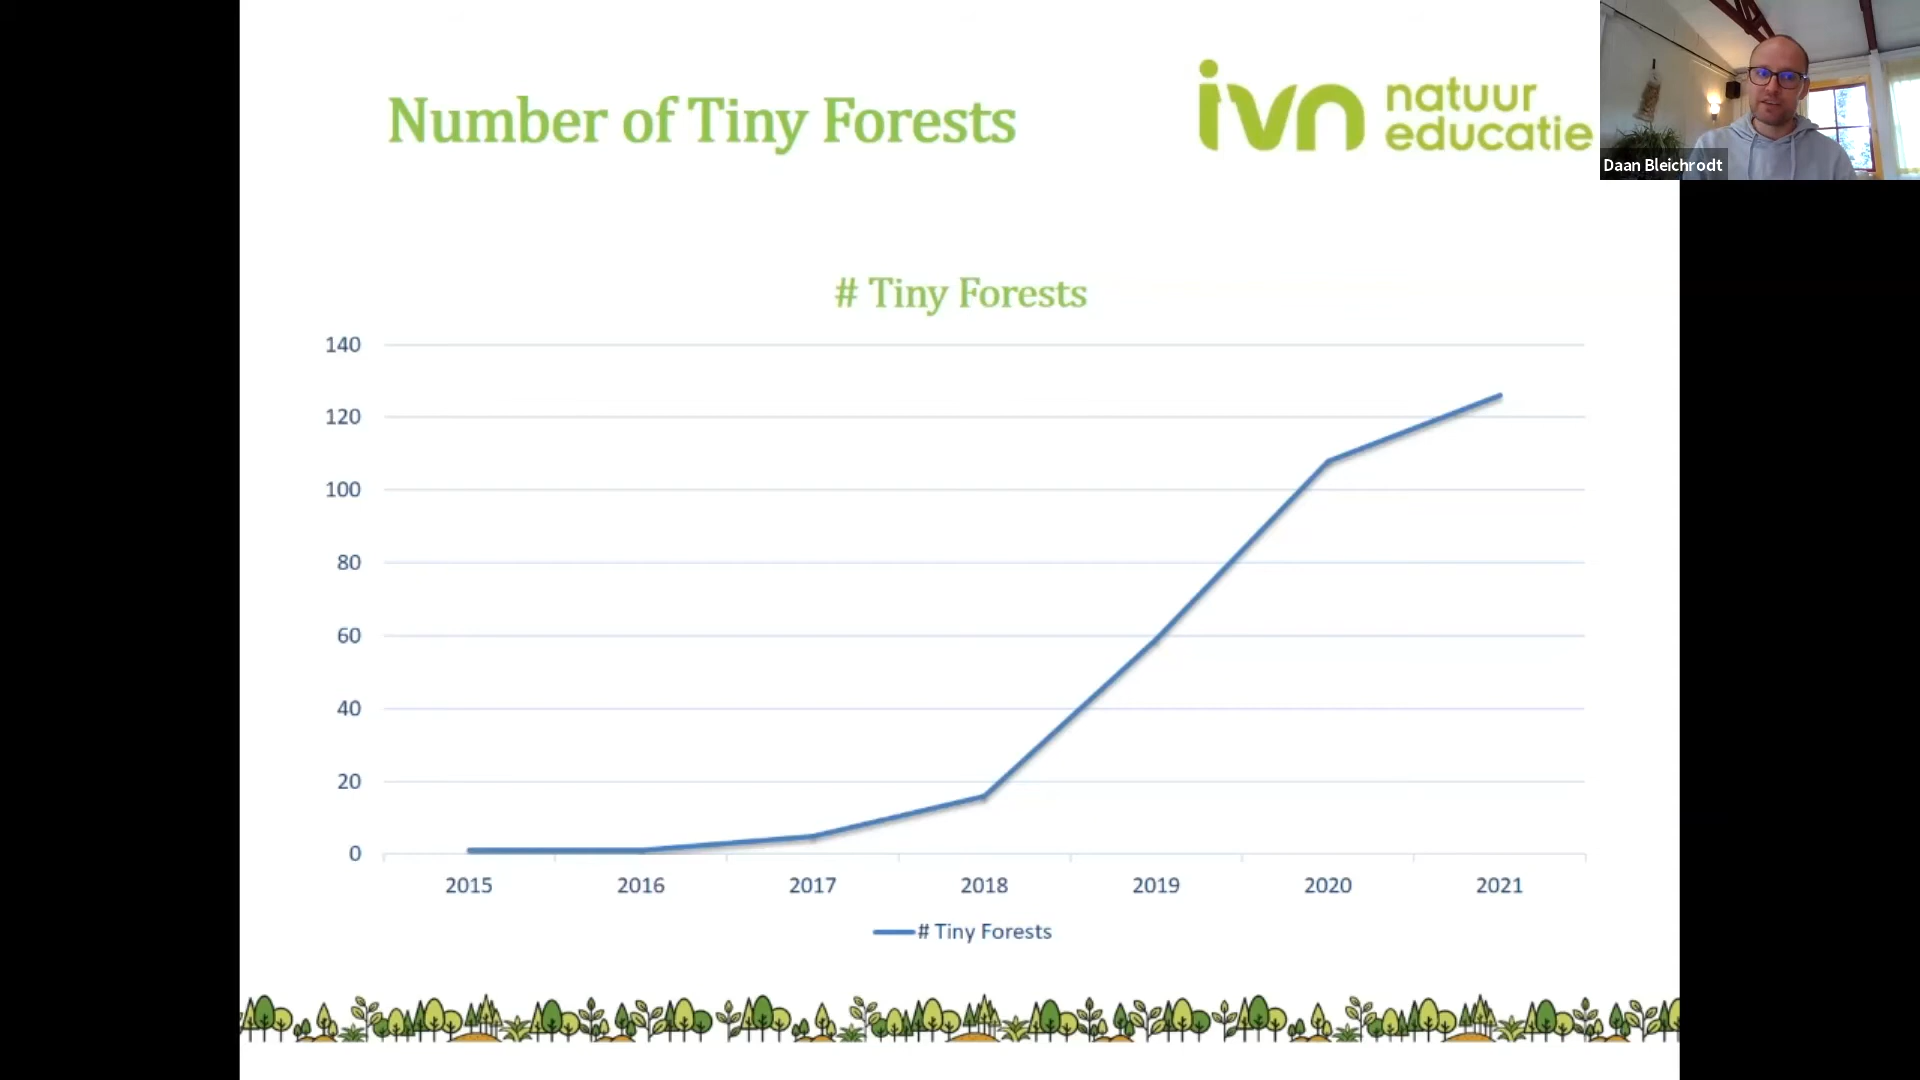 Number of Tiny Forests
ivn natuur
educatie
Daan Bleichrodt
# Tiny Forests
140
120
100
80
60
40
20
0
2015 2016 2017 2018 2019 2020 2021
# Tiny Forests